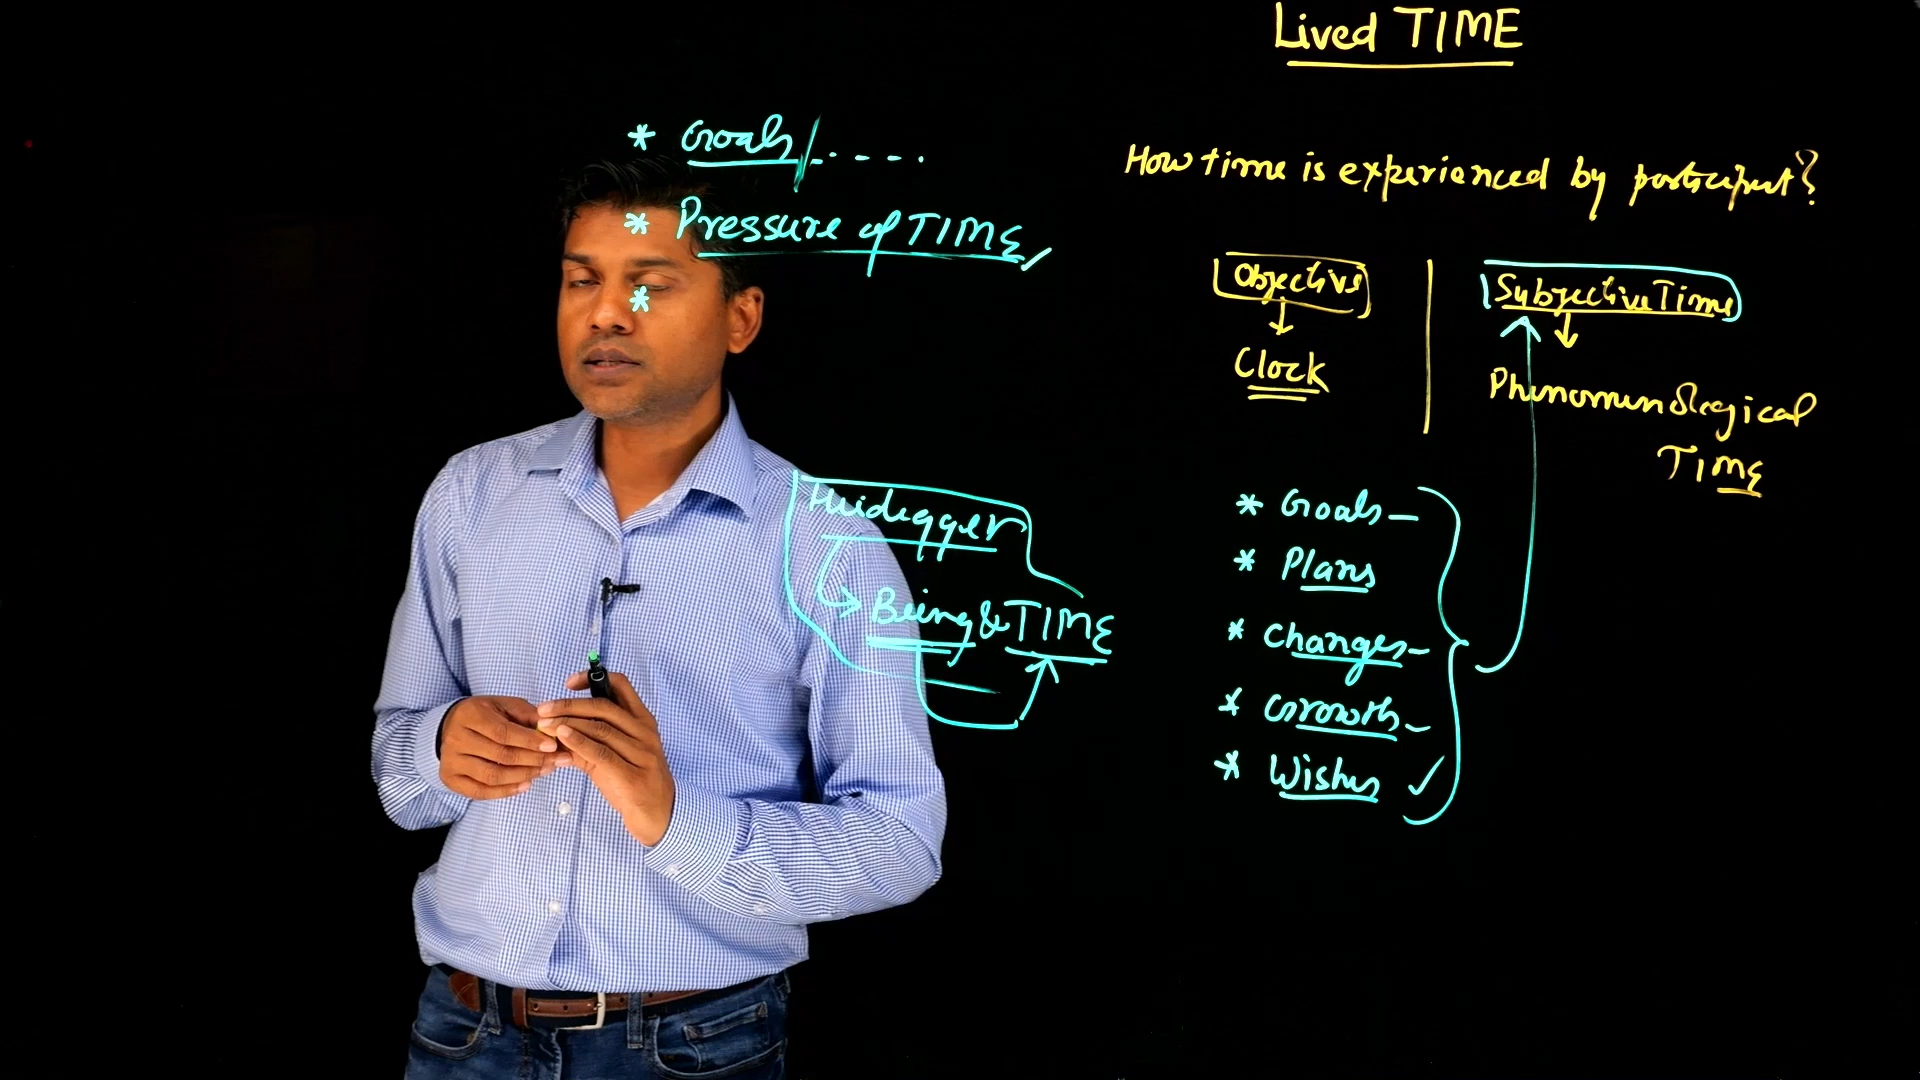 Lived TIME
* Goals/.....
* Pressure of TIME
*
How time is experienced by participant?
Objective
Clock
Subjective Time
Phenomenological
TIME
Heidegger
Being & TIME
* Goals -
* Plans
* Changes -
* Growth -
* Wishes ✓